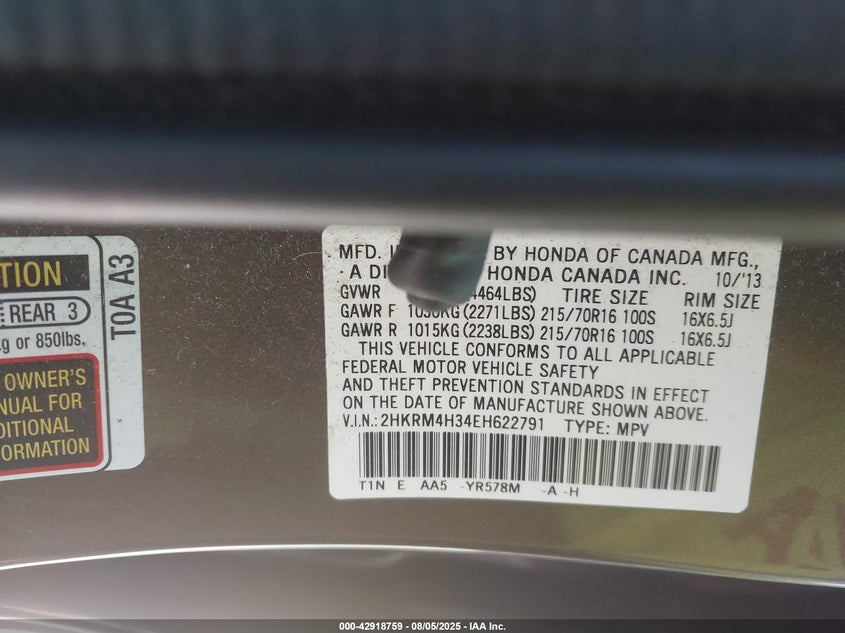 TION
E REAR 3
kg or 850lbs.
OWNER'S
NUAL FOR
DITIONAL
FORMATION
T0A A3
MFD. BY HONDA OF CANADA MFG.,
A DI HONDA CANADA INC. 10/'13
GVWR 4464LBS) TIRE SIZE RIM SIZE
GAWR F (2271LBS) 215/70R16 100S 16X6.5J
GAWR R 1015KG (2238LBS) 215/70R16 100S 16X6.5J
THIS VEHICLE CONFORMS TO ALL APPLICABLE
FEDERAL MOTOR VEHICLE SAFETY
AND THEFT PREVENTION STANDARDS IN EFFECT
ON THE DATE OF MANUFACTURE SHOWN ABOVE.
V.I.N.: 2HKRM4H34EH622791 TYPE: MPV
T1N E AA5 -YR578M -A -H
000-42918759 - 08/05/2025 - IAA Inc.